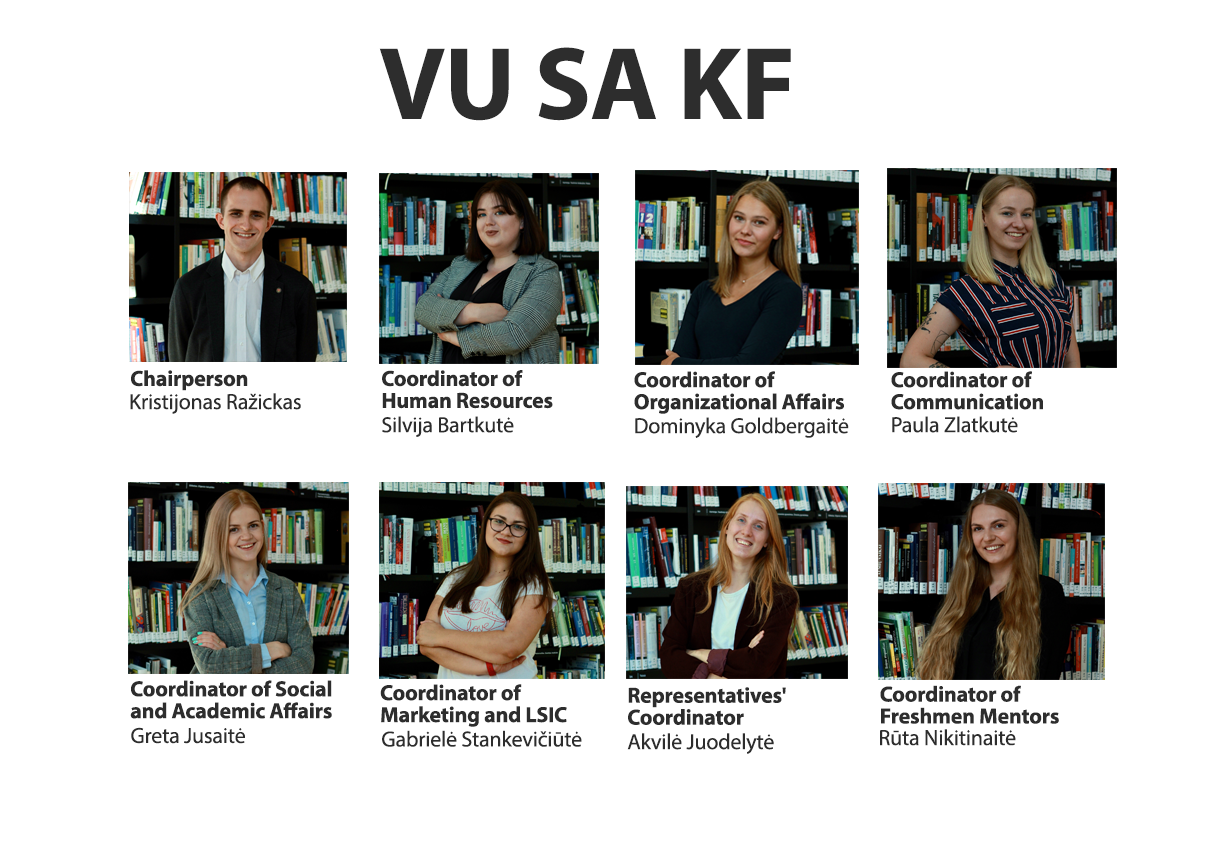 VU SA KF
Chairperson
Kristijonas Ražickas
Coordinator of
Human Resources
Silvija Bartkutė
Coordinator of
Organizational Affairs
Dominyka Goldbergaitė
Coordinator of
Communication
Paula Zlatkutė
Coordinator of Social
and Academic Affairs
Greta Jusaitė
Coordinator of
Marketing and LSIC
Gabrielė Stankevičiūtė
Representatives'
Coordinator
Akvilė Juodelytė
Coordinator of
Freshmen Mentors
Rūta Nikitinaitė
12